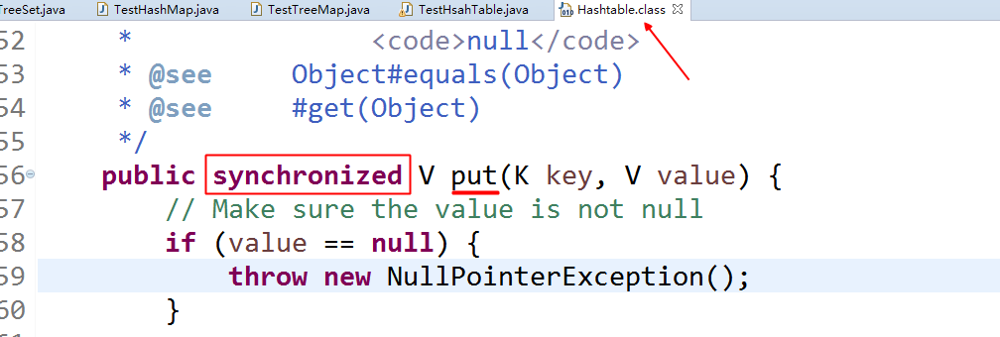 TreeSet.java TestHashMap.java TestTreeMap.java TestHsahTable.java Hashtable.class
52 * <code>null</code>
53 * @see Object#equals(Object)
54 * @see #get(Object)
55 */
56 public synchronized V put(K key, V value) {
57 // Make sure the value is not null
58 if (value == null) {
59 throw new NullPointerException();
60 }